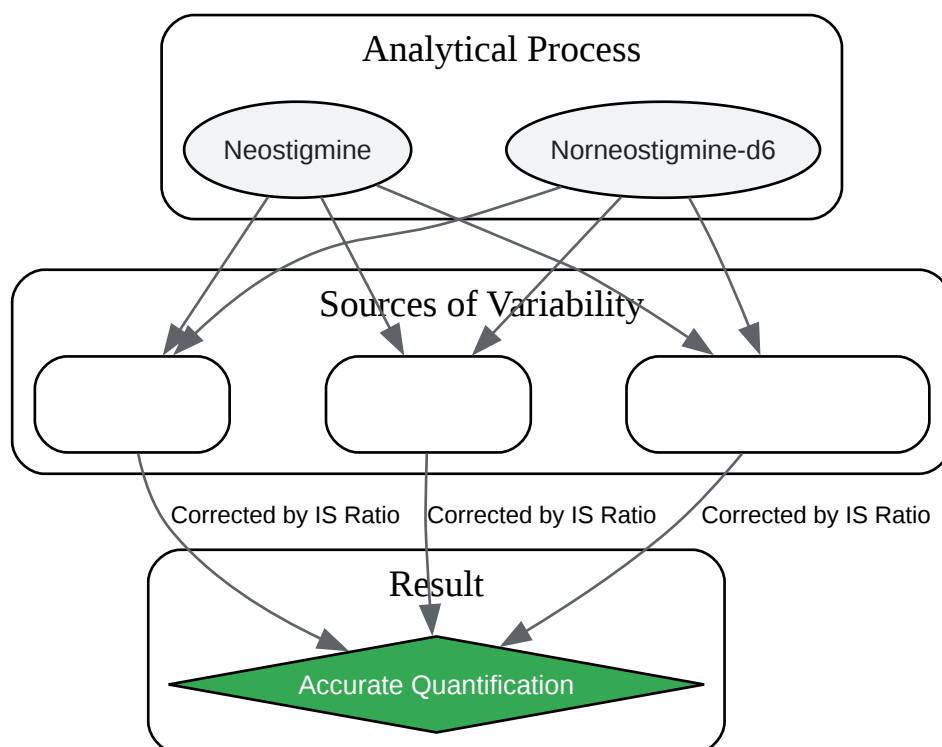 Analytical Process
Neostigmine
Norneostigmine-d6
Sources of Variability
Corrected by IS Ratio
Corrected by IS Ratio
Corrected by IS Ratio
Result
Accurate Quantification